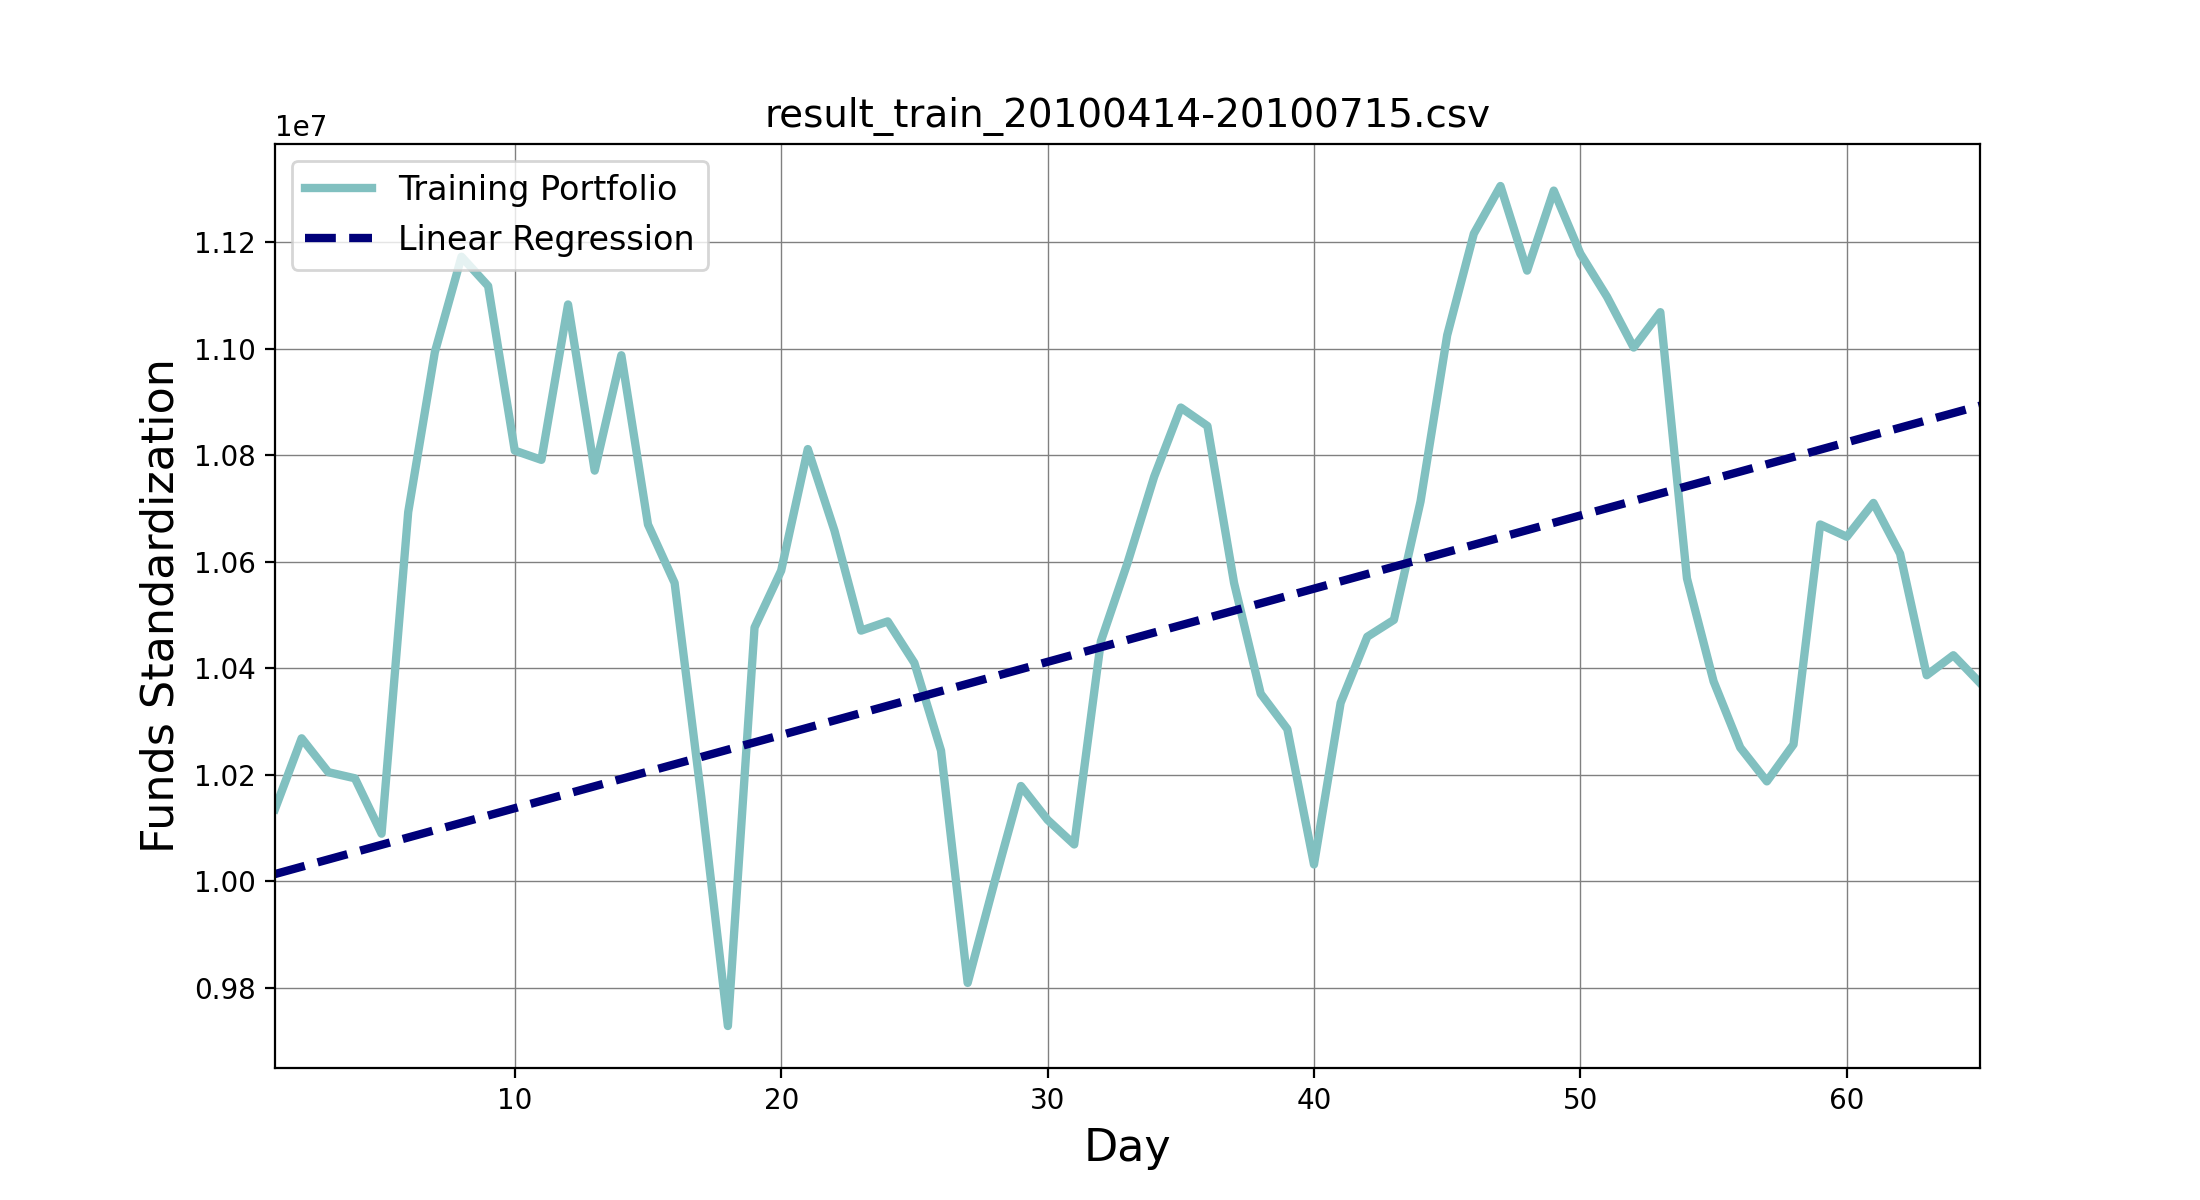 result_train_20100414-20100715.csv
1e7
Training Portfolio
Linear Regression
1.12
1.10
1.08
1.06
1.04
1.02
1.00
0.98
Funds Standardization
10 20 30 40 50 60
Day